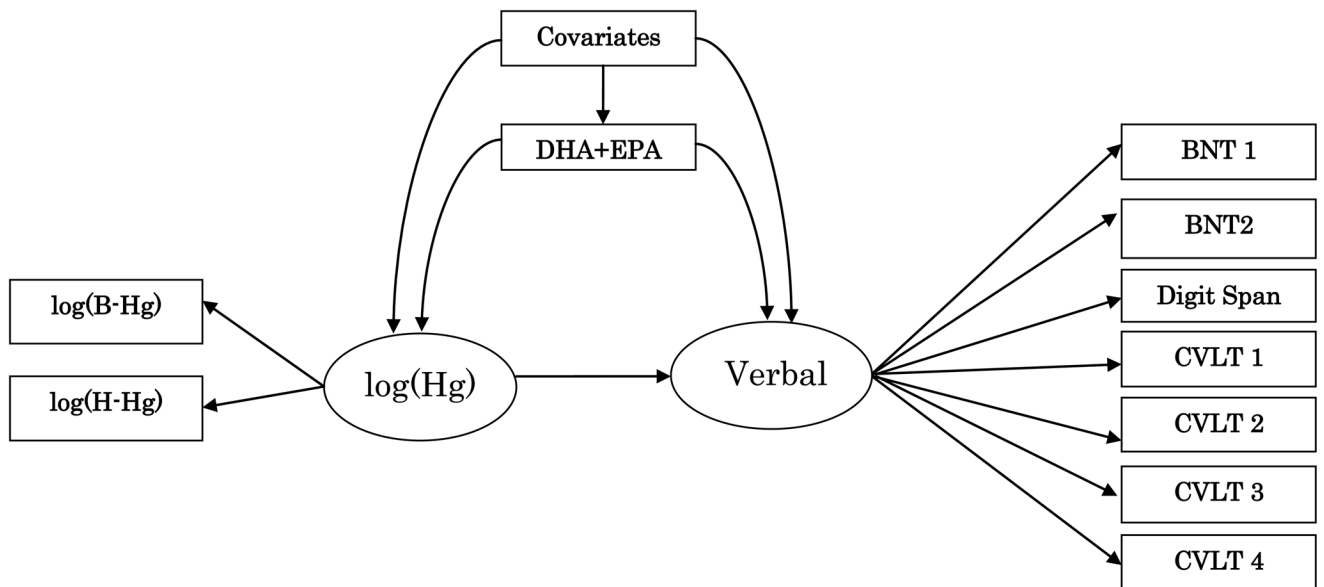 Covariates
DHA+EPA
BNT 1
BNT2
Digit Span
CVLT 1
CVLT 2
CVLT 3
CVLT 4
log(B-Hg)
log(H-Hg)
log(Hg)
Verbal